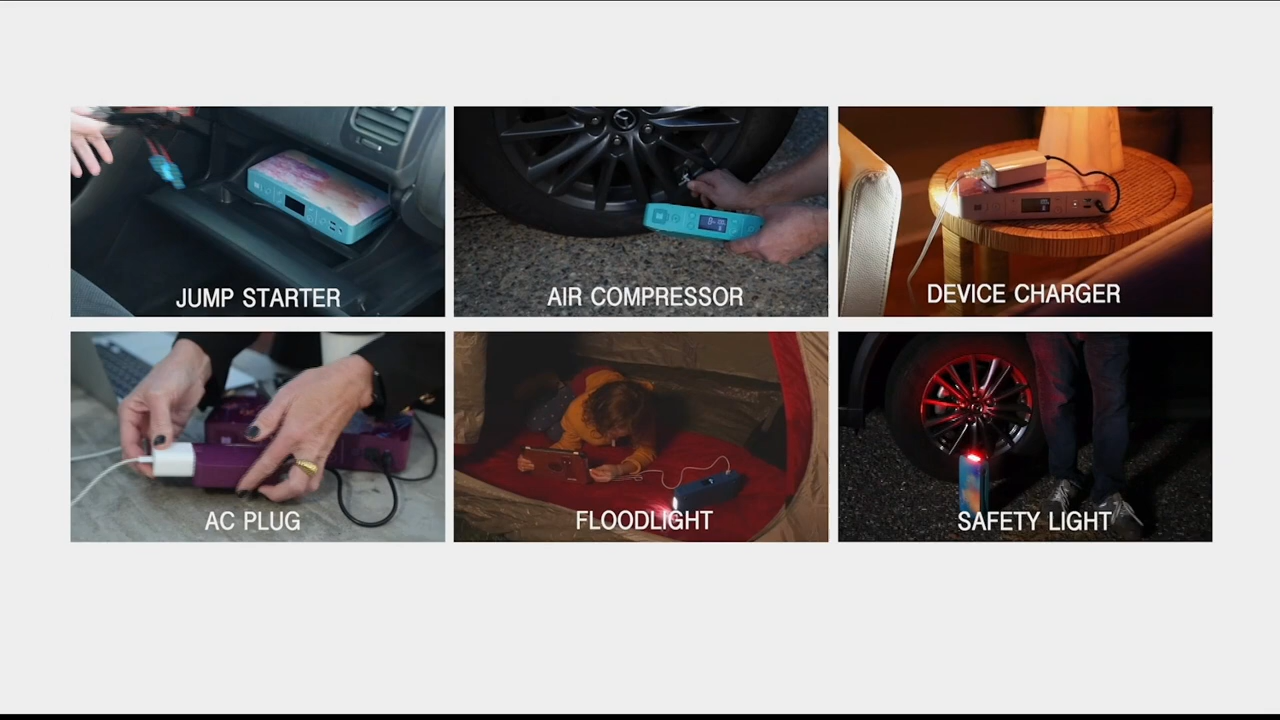 JUMP STARTER
AIR COMPRESSOR
DEVICE CHARGER
AC PLUG
FLOODLIGHT
SAFETY LIGHT